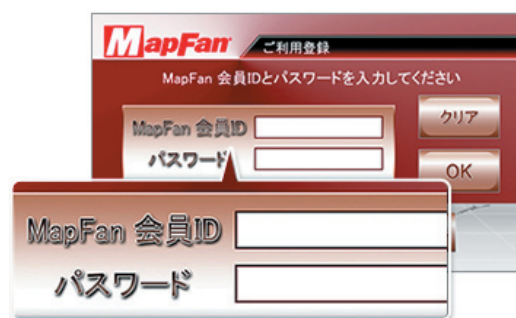 MapFan ご利用登録
MapFan 会員IDとパスワードを入力してください
MapFan 会員ID
クリア
パスワード
OK
MapFan 会員ID
パスワード